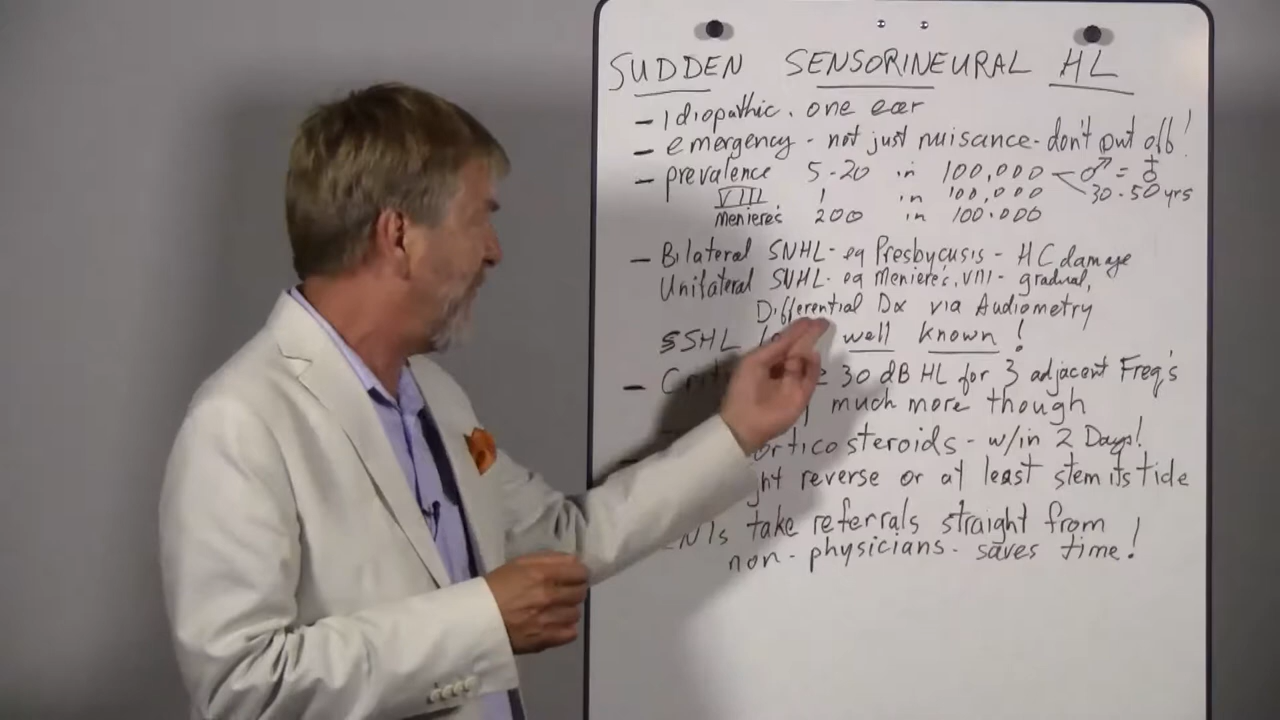 SUDDEN SENSORINEURAL HL
- Idiopathic. one ear
- emergency - not just nuisance - don't put off!
- prevalence 5-20 in 100,000 ♂ = ♀
VIII 1 in 100,000 30-50 yrs
Meniere's 200 in 100.000
- Bilateral SNHL - eg Presbycusis - HC damage
Unilateral SNHL - eg Meniere's, VIII - gradual,
Differential Dx via Audiometry
SSHL well known!
- 30 dB HL for 3 adjacent Freq's
much more though
orticosteroids - w/in 2 Days!
ght reverse or at least stem its tide
take referrals straight from
non-physicians - saves time!